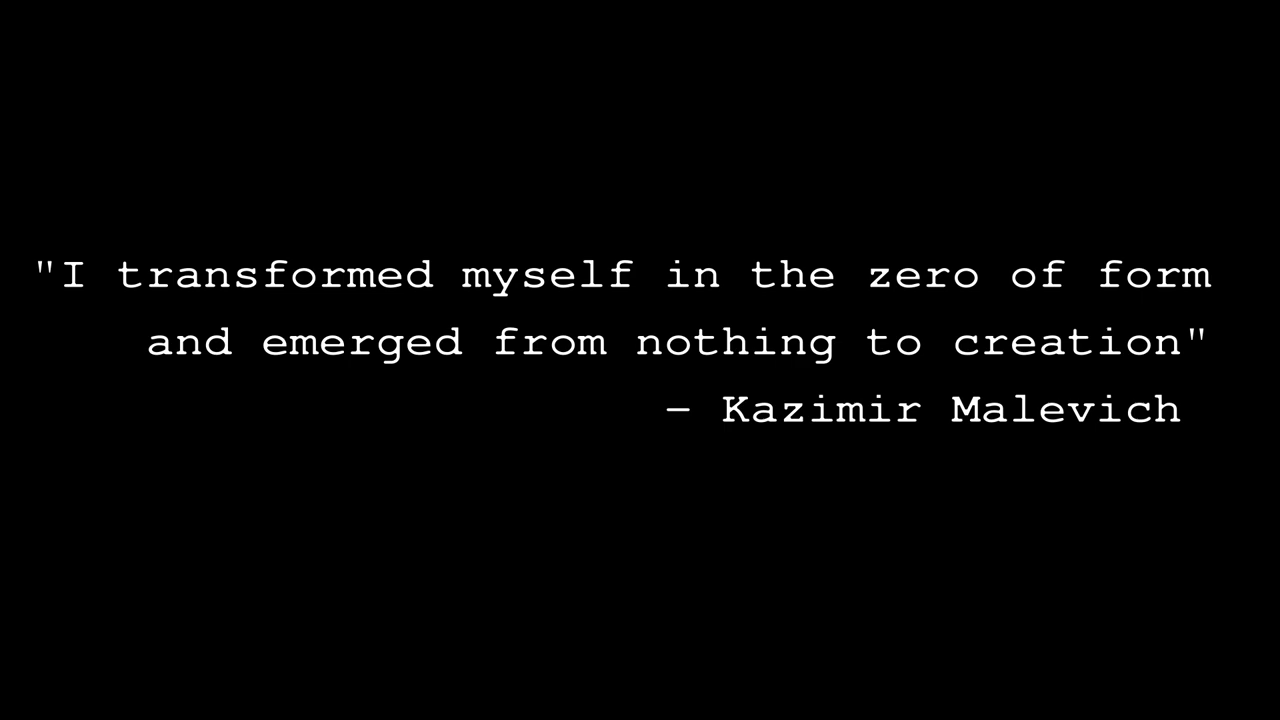 "I transformed myself in the zero of form
and emerged from nothing to creation"
– Kazimir Malevich